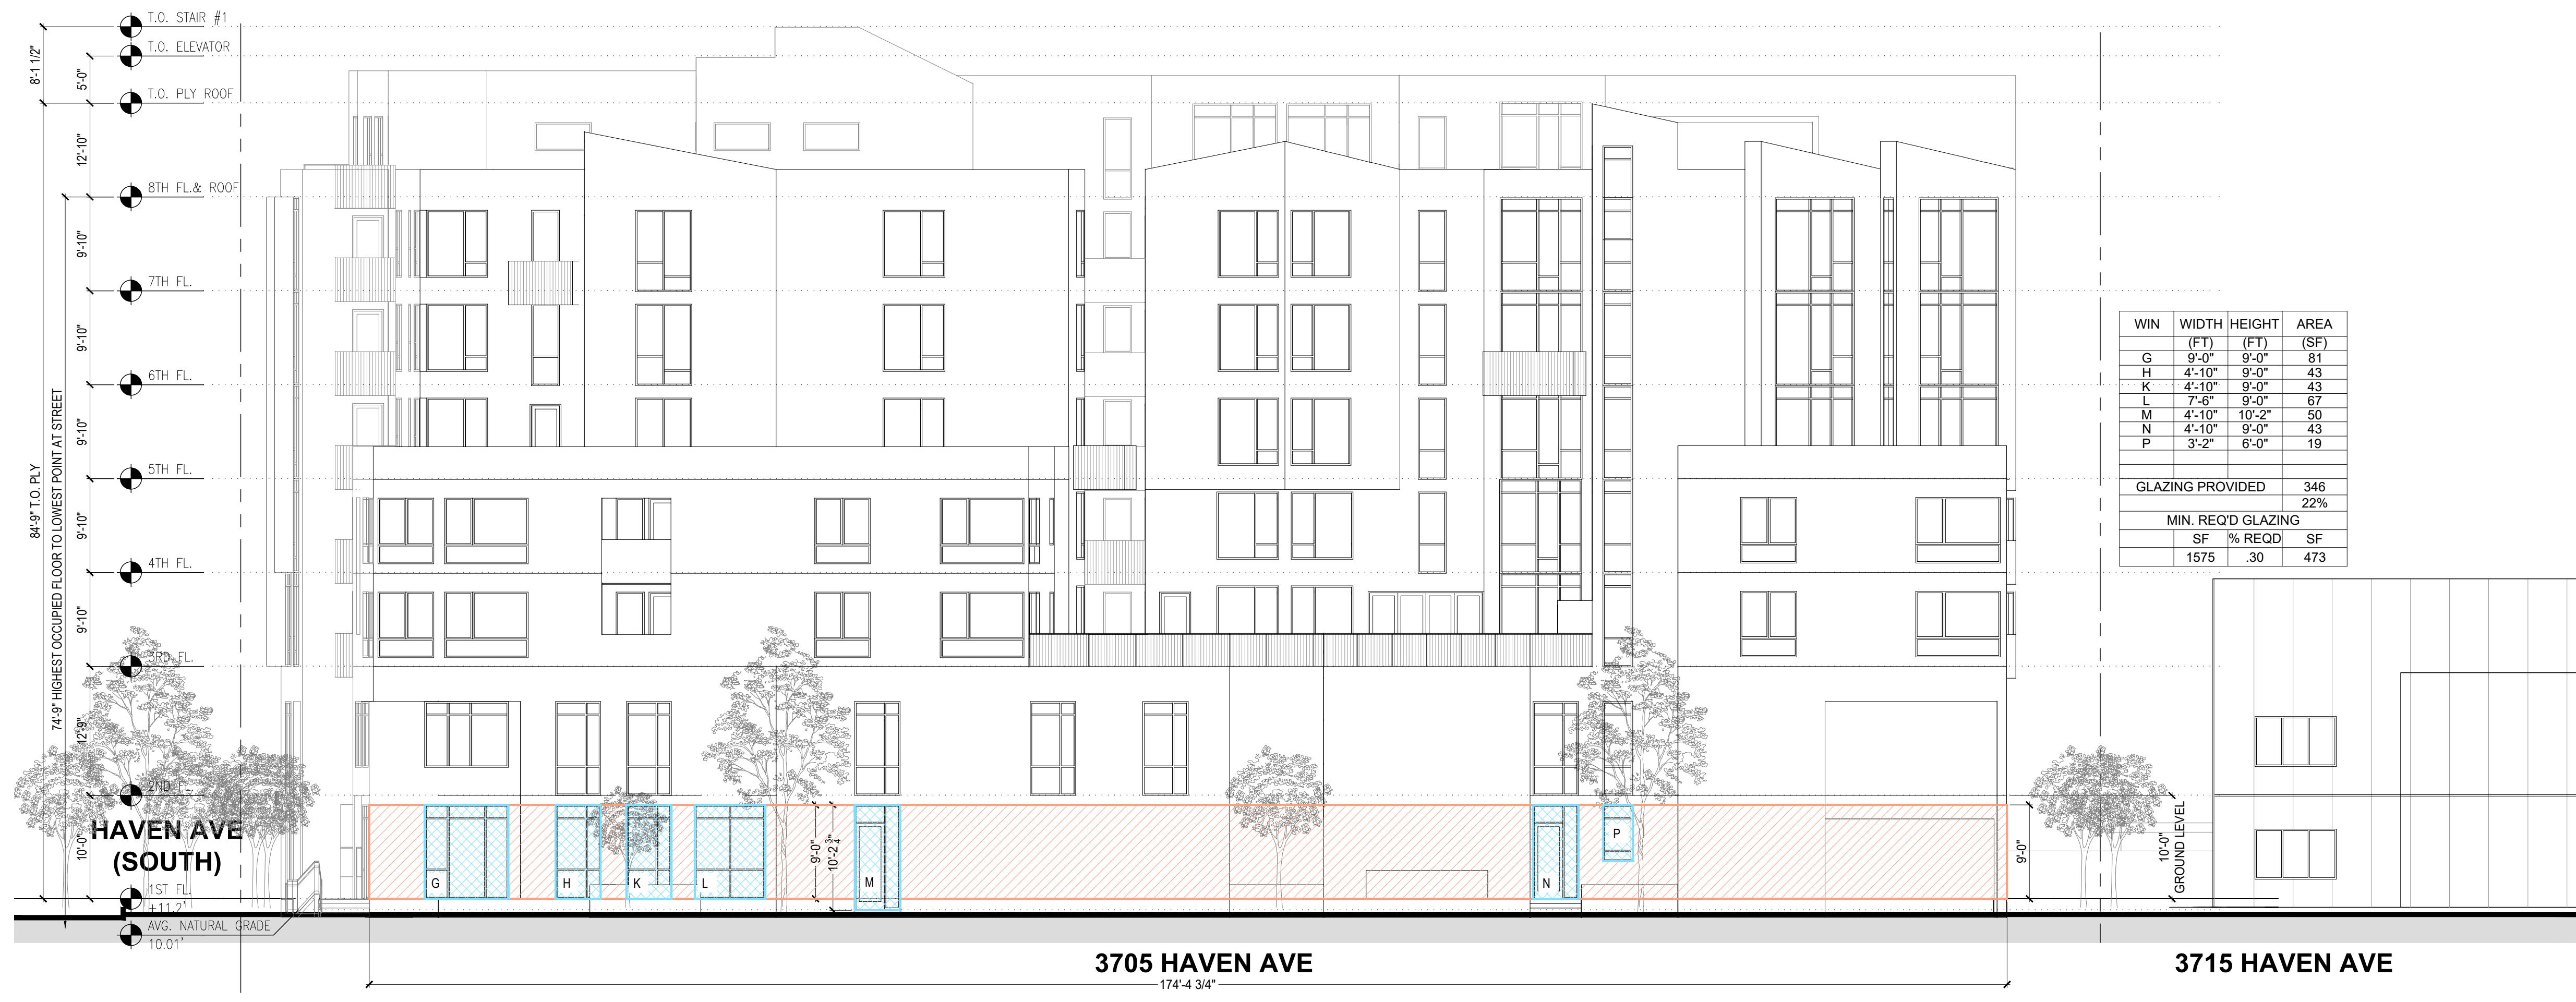 T.O. STAIR #1
T.O. ELEVATOR
T.O. PLY ROOF
8TH FL.& ROOF
7TH FL.
6TH FL.
5TH FL.
4TH FL.
3RD FL.
2ND FL.
1ST FL.
+11.2'
AVG. NATURAL GRADE
10.01'
8'-1 1/2"
5'-0"
12'-10"
9'-10"
9'-10"
9'-10"
9'-10"
9'-10"
12'-9"
10'-0"
84'-9" T.O. PLY
74'-9" HIGHEST OCCUPIED FLOOR TO LOWEST POINT AT STREET
HAVEN AVE
(SOUTH)
G
H
K
L
M
N
P
9'-0"
10'-2 3/4"
9'-0"
10'-0"
GROUND LEVEL
WIN WIDTH HEIGHT AREA
(FT) (FT) (SF)
G 9'-0" 9'-0" 81
H 4'-10" 9'-0" 43
K 4'-10" 9'-0" 43
L 7'-6" 9'-0" 67
M 4'-10" 10'-2" 50
N 4'-10" 9'-0" 43
P 3'-2" 6'-0" 19
GLAZING PROVIDED 346
22%
MIN. REQ'D GLAZING
SF % REQD SF
1575 .30 473
3705 HAVEN AVE
174'-4 3/4"
3715 HAVEN AVE